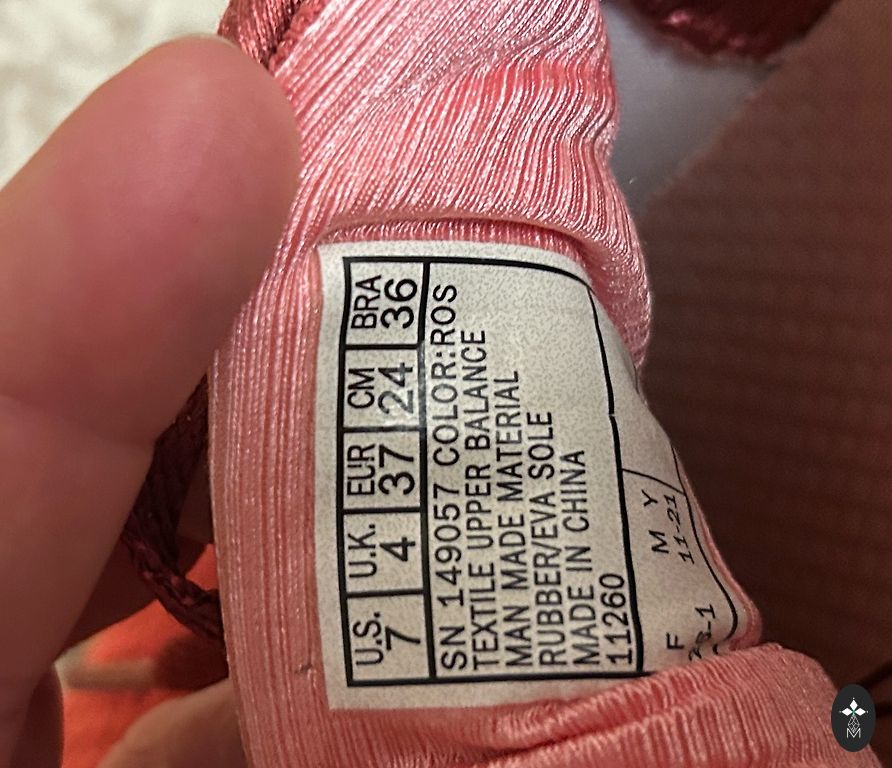 U.S. U.K. EUR CM BRA
7 4 37 24 36
SN 149057 COLOR:ROS
TEXTILE UPPER BALANCE
MAN MADE MATERIAL
RUBBER/EVA SOLE
MADE IN CHINA
11260
F M Y
11-21
M